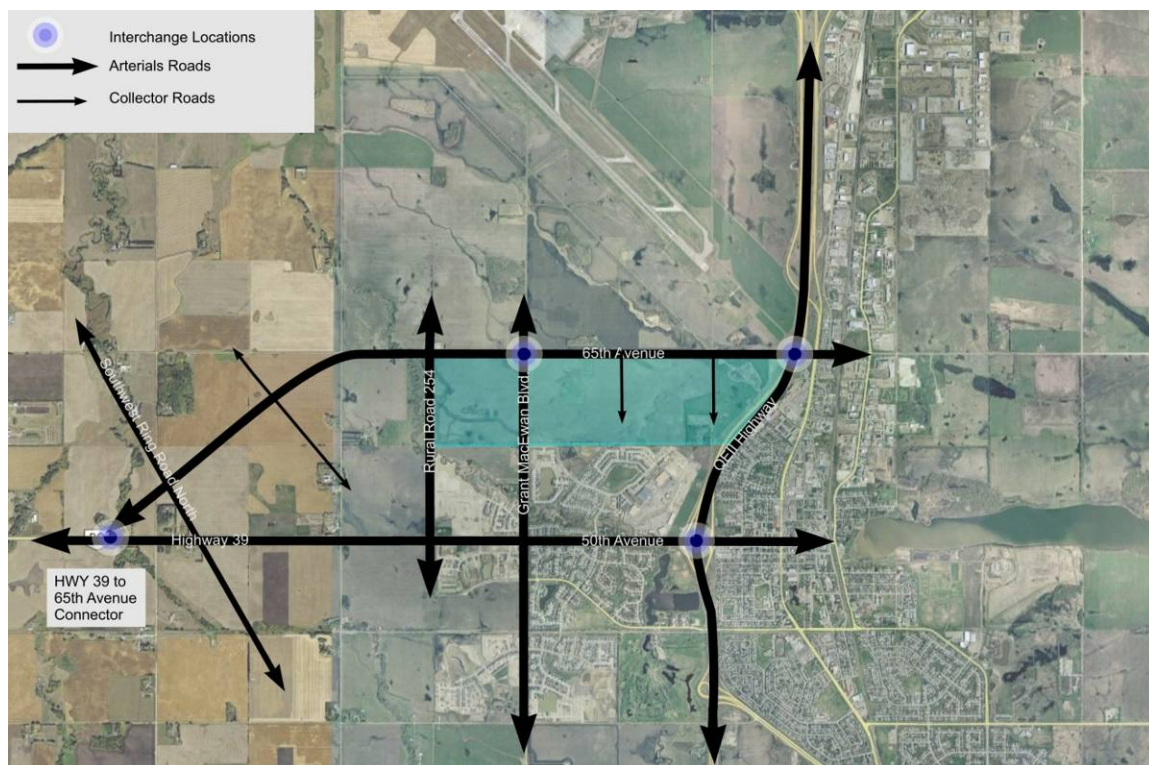 Interchange Locations
Arterials Roads
Collector Roads
65th Avenue
Rural Road 254
Grant MacEwan Blvd
QEII Highway
Southwest Ring Road North
Highway 39
50th Avenue
HWY 39 to
65th Avenue
Connector